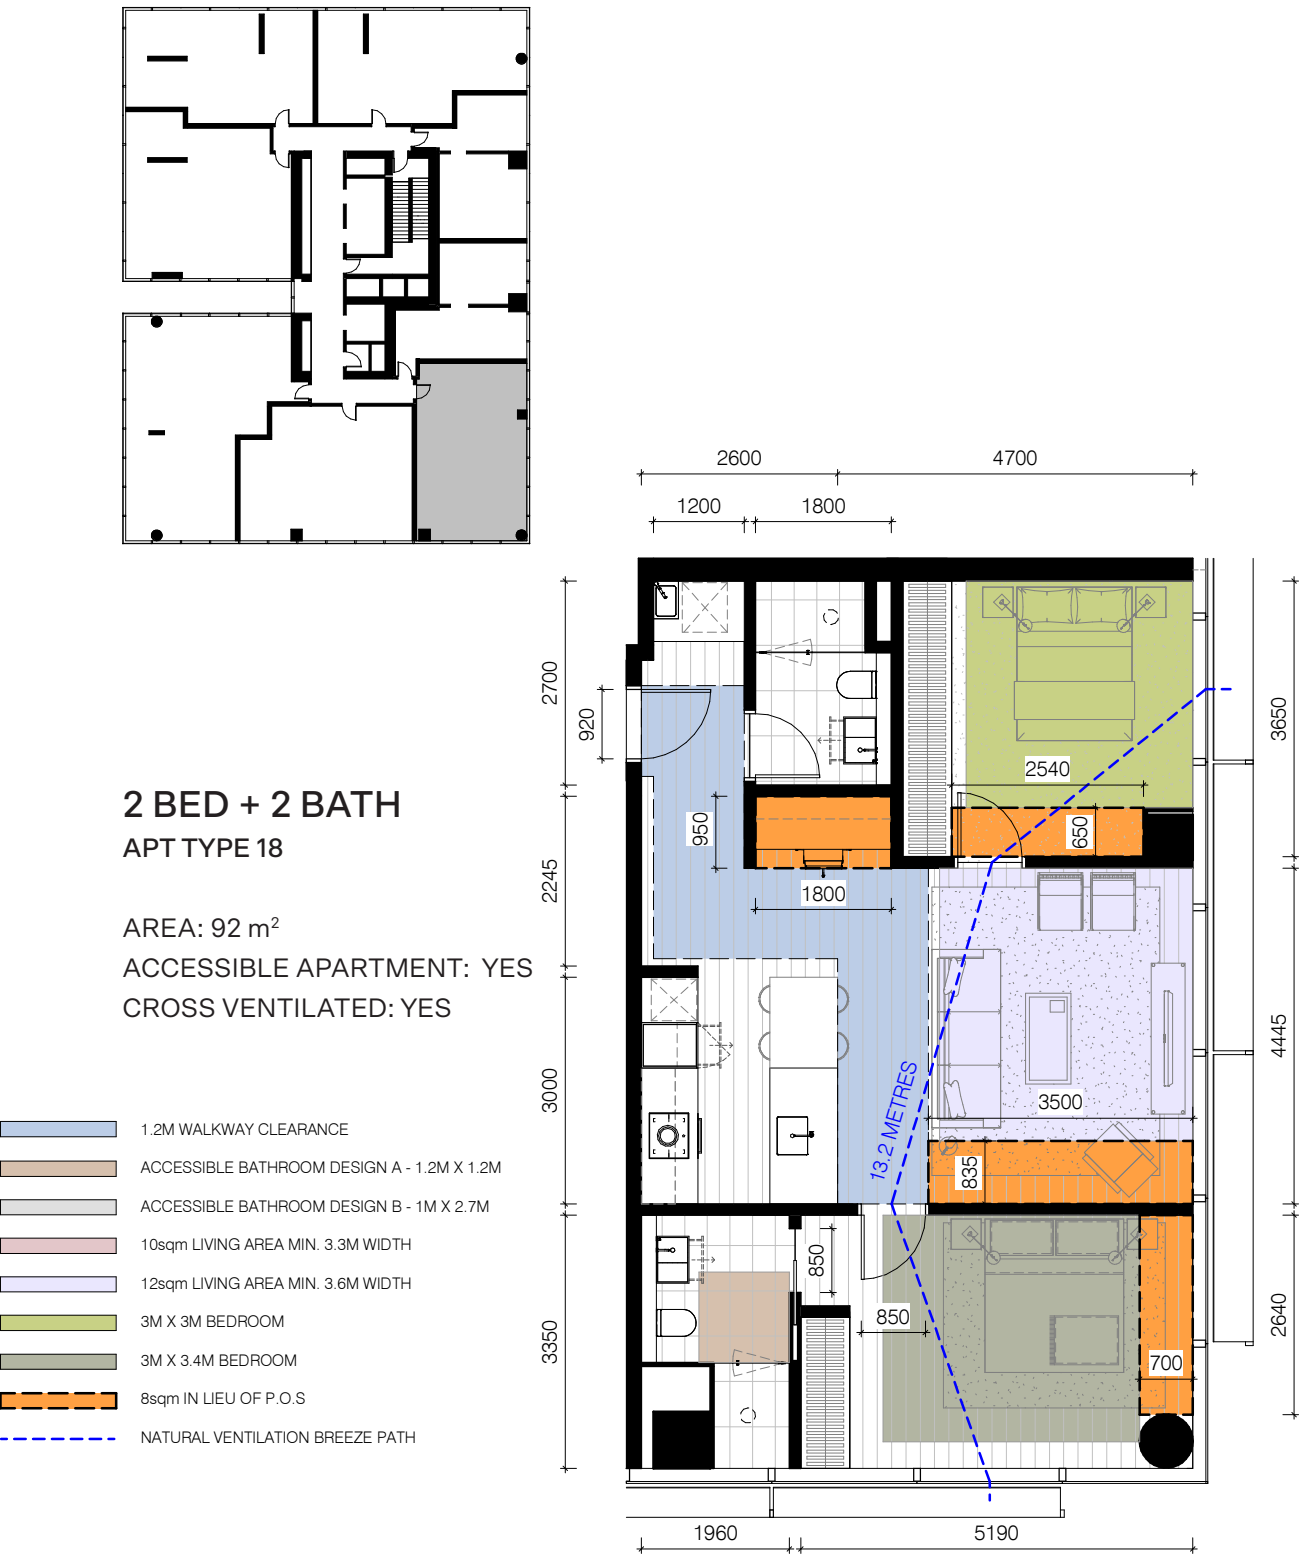 2600
4700
1200
1800
2700
920
3650
2540
650
950
2 BED + 2 BATH
APT TYPE 18
2245
1800
AREA: 92 m²
ACCESSIBLE APARTMENT: YES
CROSS VENTILATED: YES
4445
3000
13.2 METRES
3500
835
1.2M WALKWAY CLEARANCE
ACCESSIBLE BATHROOM DESIGN A - 1.2M X 1.2M
ACCESSIBLE BATHROOM DESIGN B - 1M X 2.7M
10sqm LIVING AREA MIN. 3.3M WIDTH
12sqm LIVING AREA MIN. 3.6M WIDTH
3M X 3M BEDROOM
3M X 3.4M BEDROOM
8sqm IN LIEU OF P.O.S
NATURAL VENTILATION BREEZE PATH
850
850
3350
2640
700
1960
5190